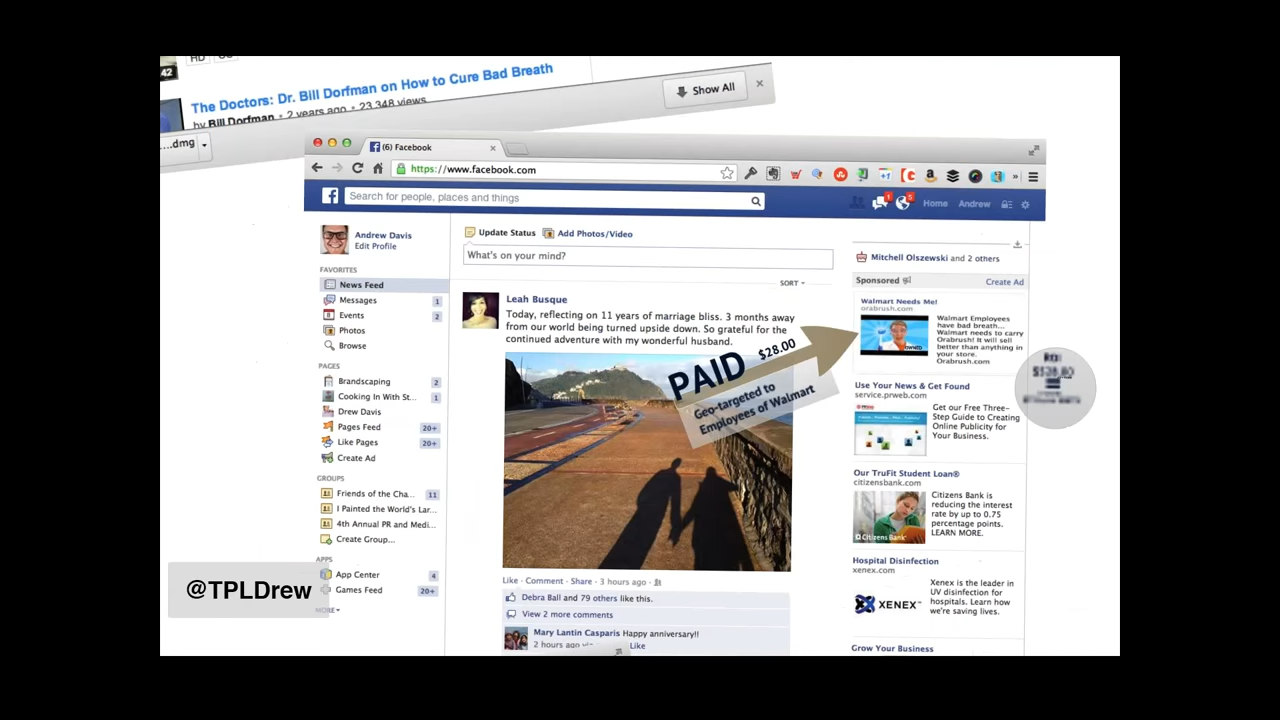 HD
42
The Doctors: Dr. Bill Dorfman on How to Cure Bad Breath
by Bill Dorfman • 2 years ago • 23,348 views
Show All
...dmg
(6) Facebook
https://www.facebook.com
Search for people, places and things
1
5
Home
Andrew
Andrew Davis
Edit Profile
FAVORITES
News Feed
Messages 1
Events 2
Photos
Browse
PAGES
Brandscaping 2
Cooking In With St... 1
Drew Davis
Pages Feed 20+
Like Pages 20+
Create Ad
GROUPS
Friends of the Cha... 11
I Painted the World's Lar...
4th Annual PR and Medi...
Create Group...
APPS
App Center 4
Games Feed 20+
MORE
@TPLDrew
Update Status
Add Photos/Video
What's on your mind?
SORT
Leah Busque
Today, reflecting on 11 years of marriage bliss. 3 months away
from our world being turned upside down. So grateful for the
continued adventure with my wonderful husband.
PAID $28.00
Geo-targeted to
Employees of Walmart
Like · Comment · Share · 3 hours ago ·
Debra Ball and 79 others like this.
View 2 more comments
Mary Lantin Casparis Happy anniversary!!
2 hours ago
Like
Mitchell Olszewski and 2 others
Sponsored
Create Ad
Walmart Needs Me!
orabrush.com
OWNED
Walmart Employees
have bad breath...
Walmart needs to carry
Orabrush! It will sell
better than anything in
your store.
Orabrush.com
Use Your News & Get Found
service.prweb.com
Get our Free Three-
Step Guide to Creating
Online Publicity for
Your Business.
Our TruFit Student Loan®
citizensbank.com
Citizens Bank
Citizens Bank is
reducing the interest
rate by up to 0.75
percentage points.
LEARN MORE.
Hospital Disinfection
xenex.com
XENEX™
Xenex is the leader in
UV disinfection for
hospitals. Learn how
we're saving lives.
Grow Your Business